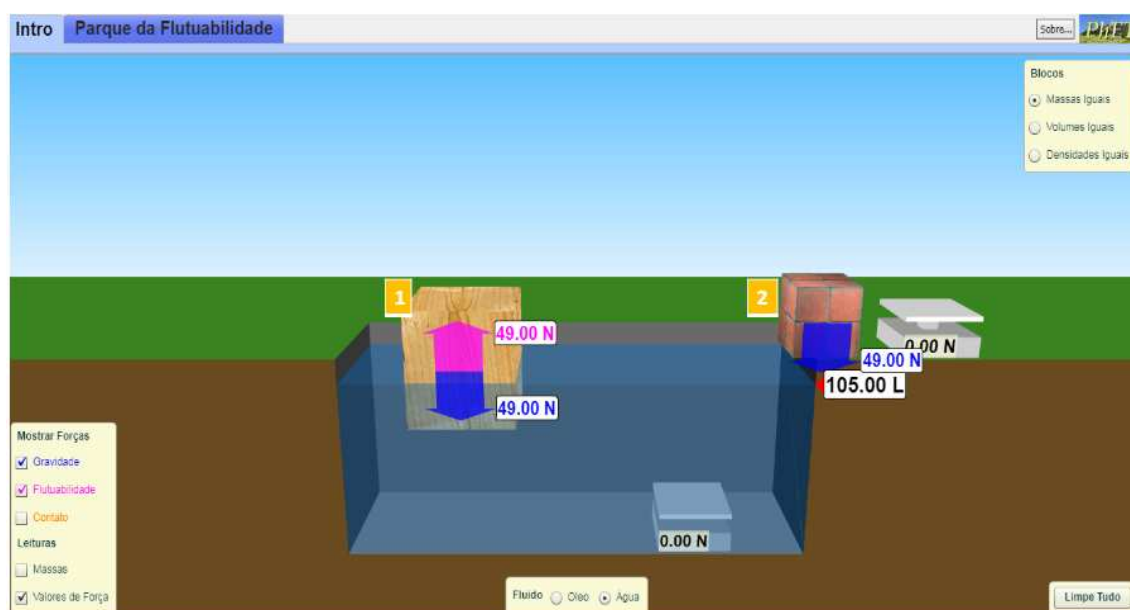 Intro Parque da Flutuabilidade Sobre... PhET
Blocos
Massas Iguais
Volumes Iguais
Densidades Iguais
1
2
49.00 N
0.00 N
49.00 N
105.00 L
49.00 N
Mostrar Forças
Gravidade
Flutuabilidade
Contato
Leituras
Massas
Valores de Força
0.00 N
Fluido Oleo Água
Limpe Tudo